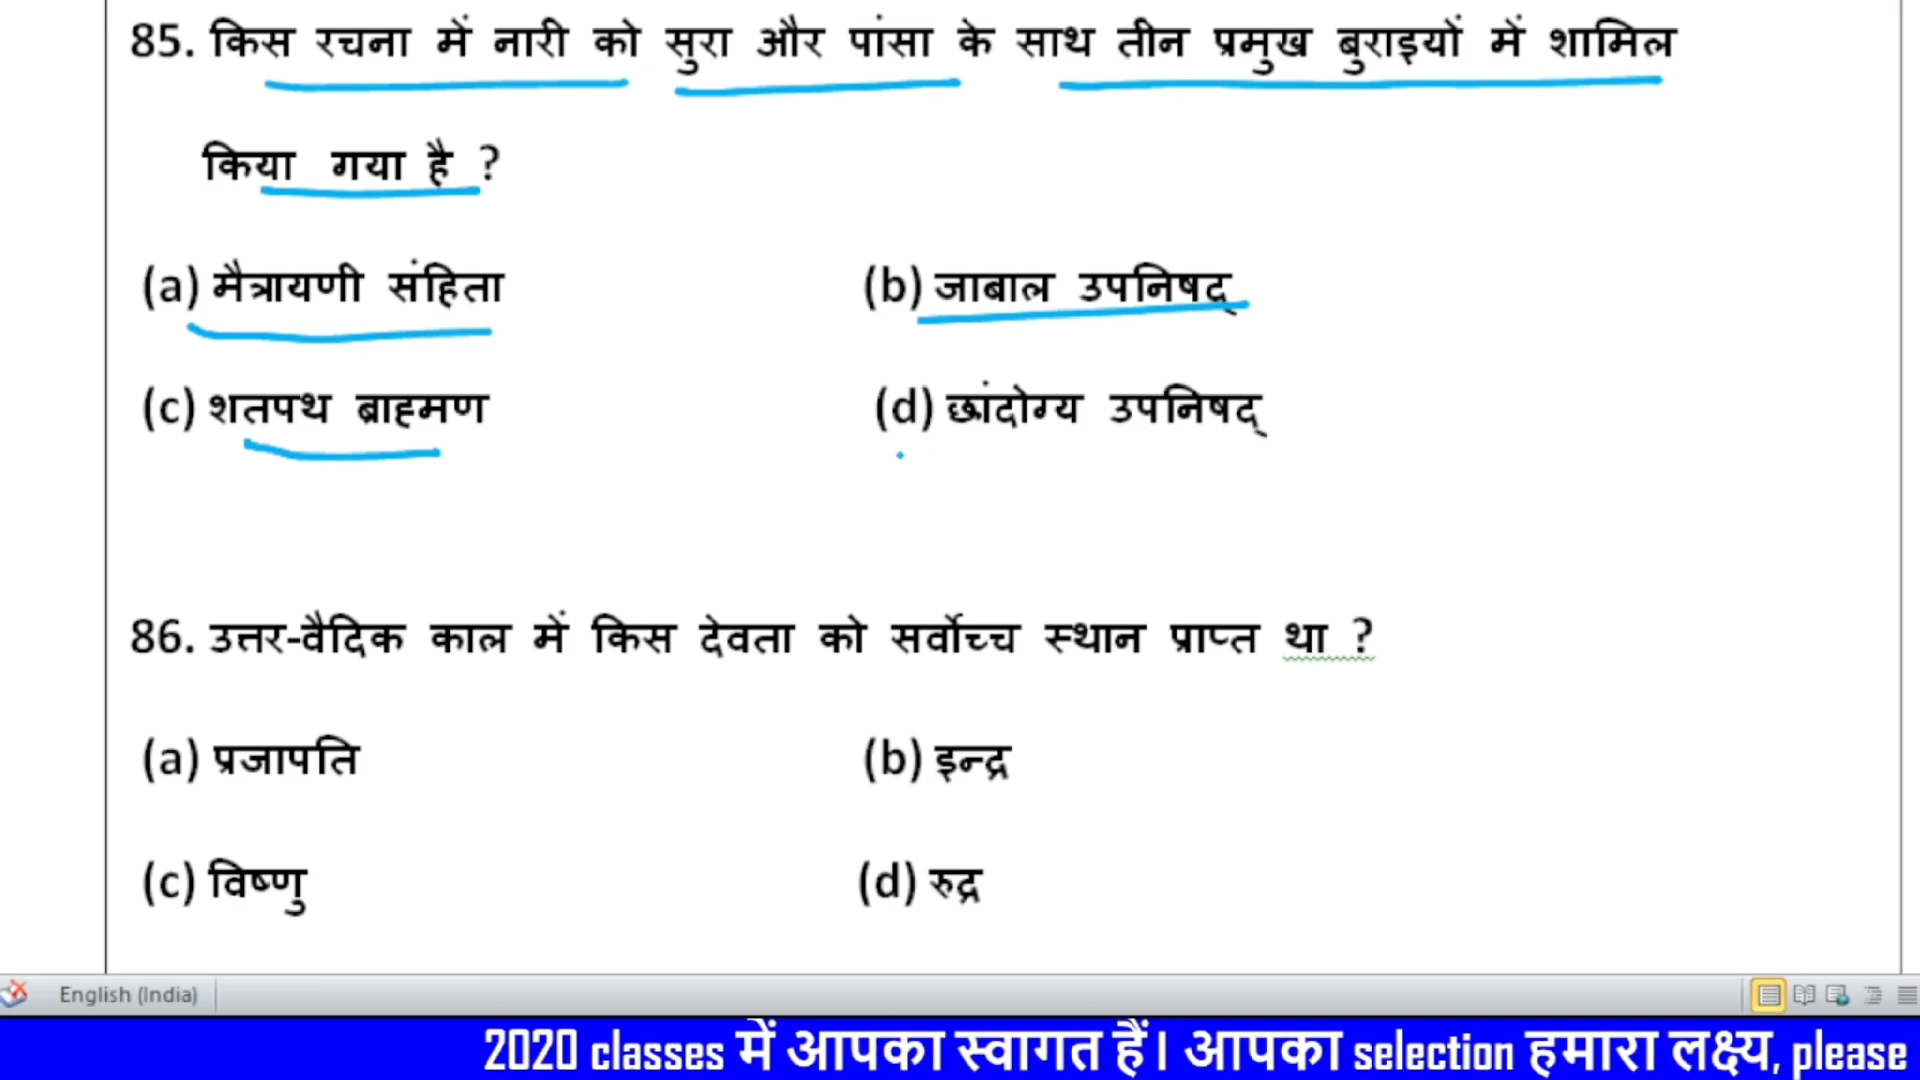 85. किस रचना में नारी को सुरा और पांसा के साथ तीन प्रमुख बुराइयों में शामिल
किया गया है ?
(a) मैत्रायणी संहिता (b) जाबाल उपनिषद्
(c) शतपथ ब्राह्मण (d) छांदोग्य उपनिषद्
86. उत्तर-वैदिक काल में किस देवता को सर्वोच्च स्थान प्राप्त था ?
(a) प्रजापति (b) इन्द्र
(c) विष्णु (d) रुद्र
English (India)
2020 classes में आपका स्वागत हैं। आपका selection हमारा लक्ष्य, please